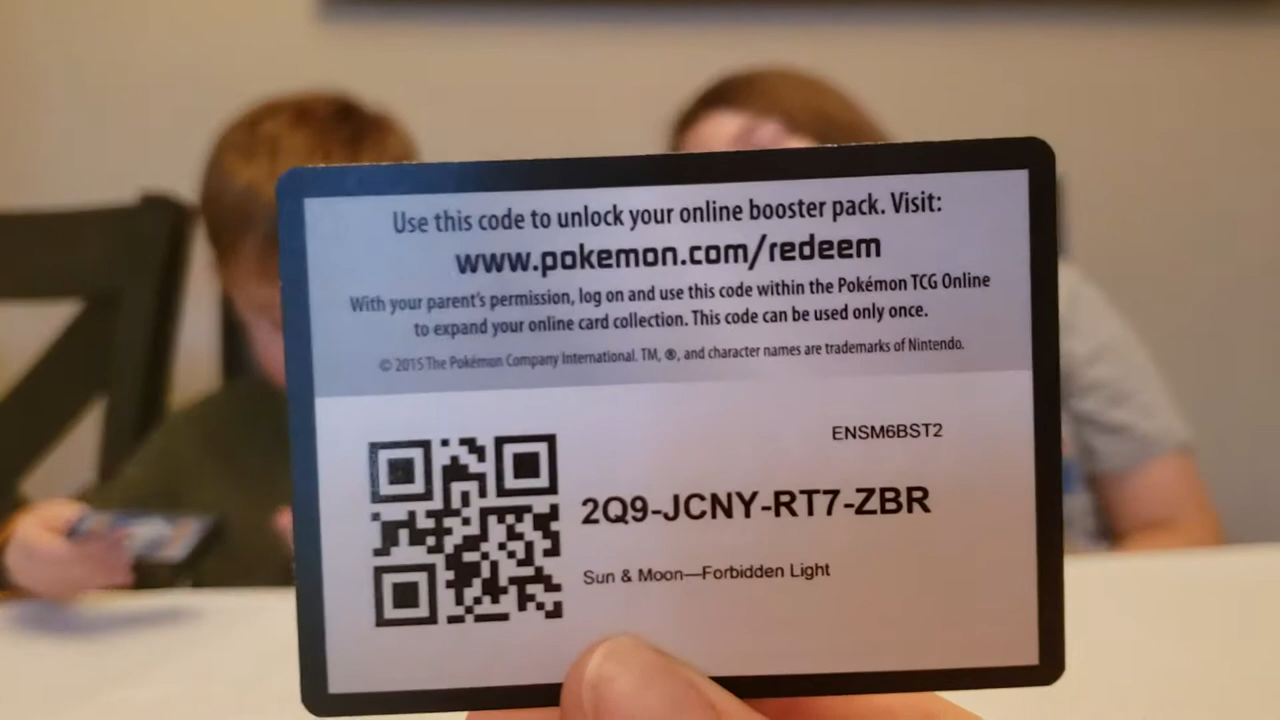 Use this code to unlock your online booster pack. Visit:
www.pokemon.com/redeem
With your parent's permission, log on and use this code within the Pokémon TCG Online
to expand your online card collection. This code can be used only once.
© 2015 The Pokémon Company International. TM, ®, and character names are trademarks of Nintendo.
ENSM6BST2
2Q9-JCNY-RT7-ZBR
Sun & Moon—Forbidden Light